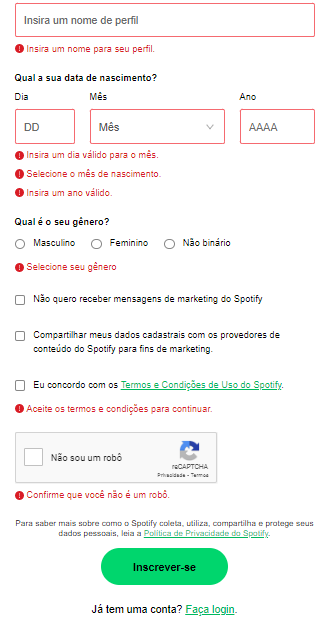 Insira um nome de perfil
Insira um nome para seu perfil.
Qual a sua data de nascimento?
Dia Mês Ano
DD Mês AAAA
Insira um dia válido para o mês.
Selecione o mês de nascimento.
Insira um ano válido.
Qual é o seu gênero?
Masculino Feminino Não binário
Selecione seu gênero
Não quero receber mensagens de marketing do Spotify
Compartilhar meus dados cadastrais com os provedores de
conteúdo do Spotify para fins de marketing.
Eu concordo com os Termos e Condições de Uso do Spotify.
Aceite os termos e condições para continuar.
Não sou um robô
reCAPTCHA
Privacidade - Termos
Confirme que você não é um robô.
Para saber mais sobre como o Spotify coleta, utiliza, compartilha e protege seus
dados pessoais, leia a Política de Privacidade do Spotify.
Inscrever-se
Já tem uma conta? Faça login.